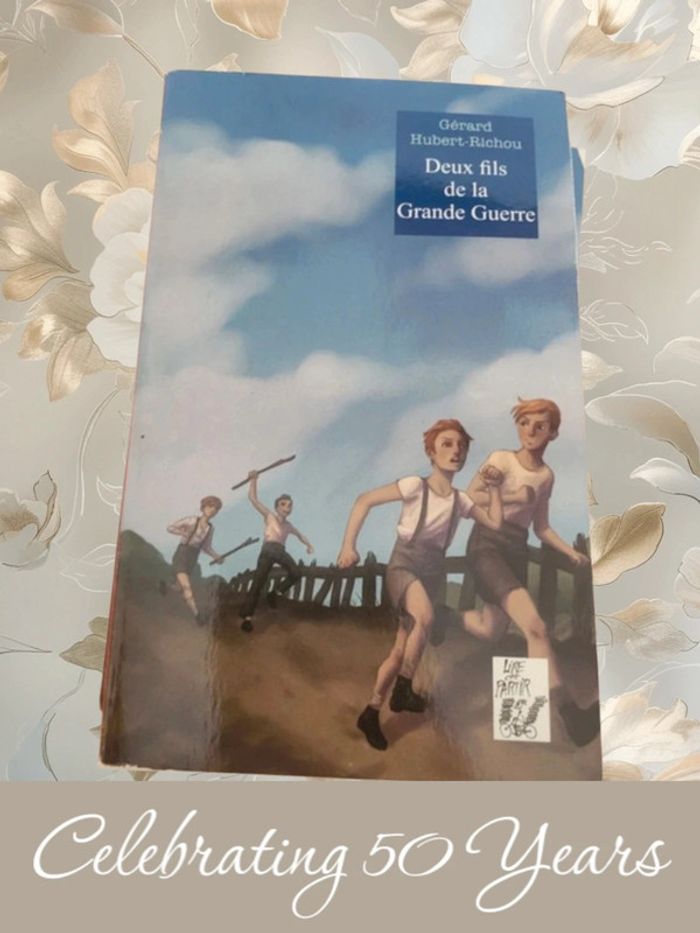 Gérard
Hubert-Richou
Deux fils
de la
Grande Guerre
LIRE
PARTIR
Celebrating 50 Years